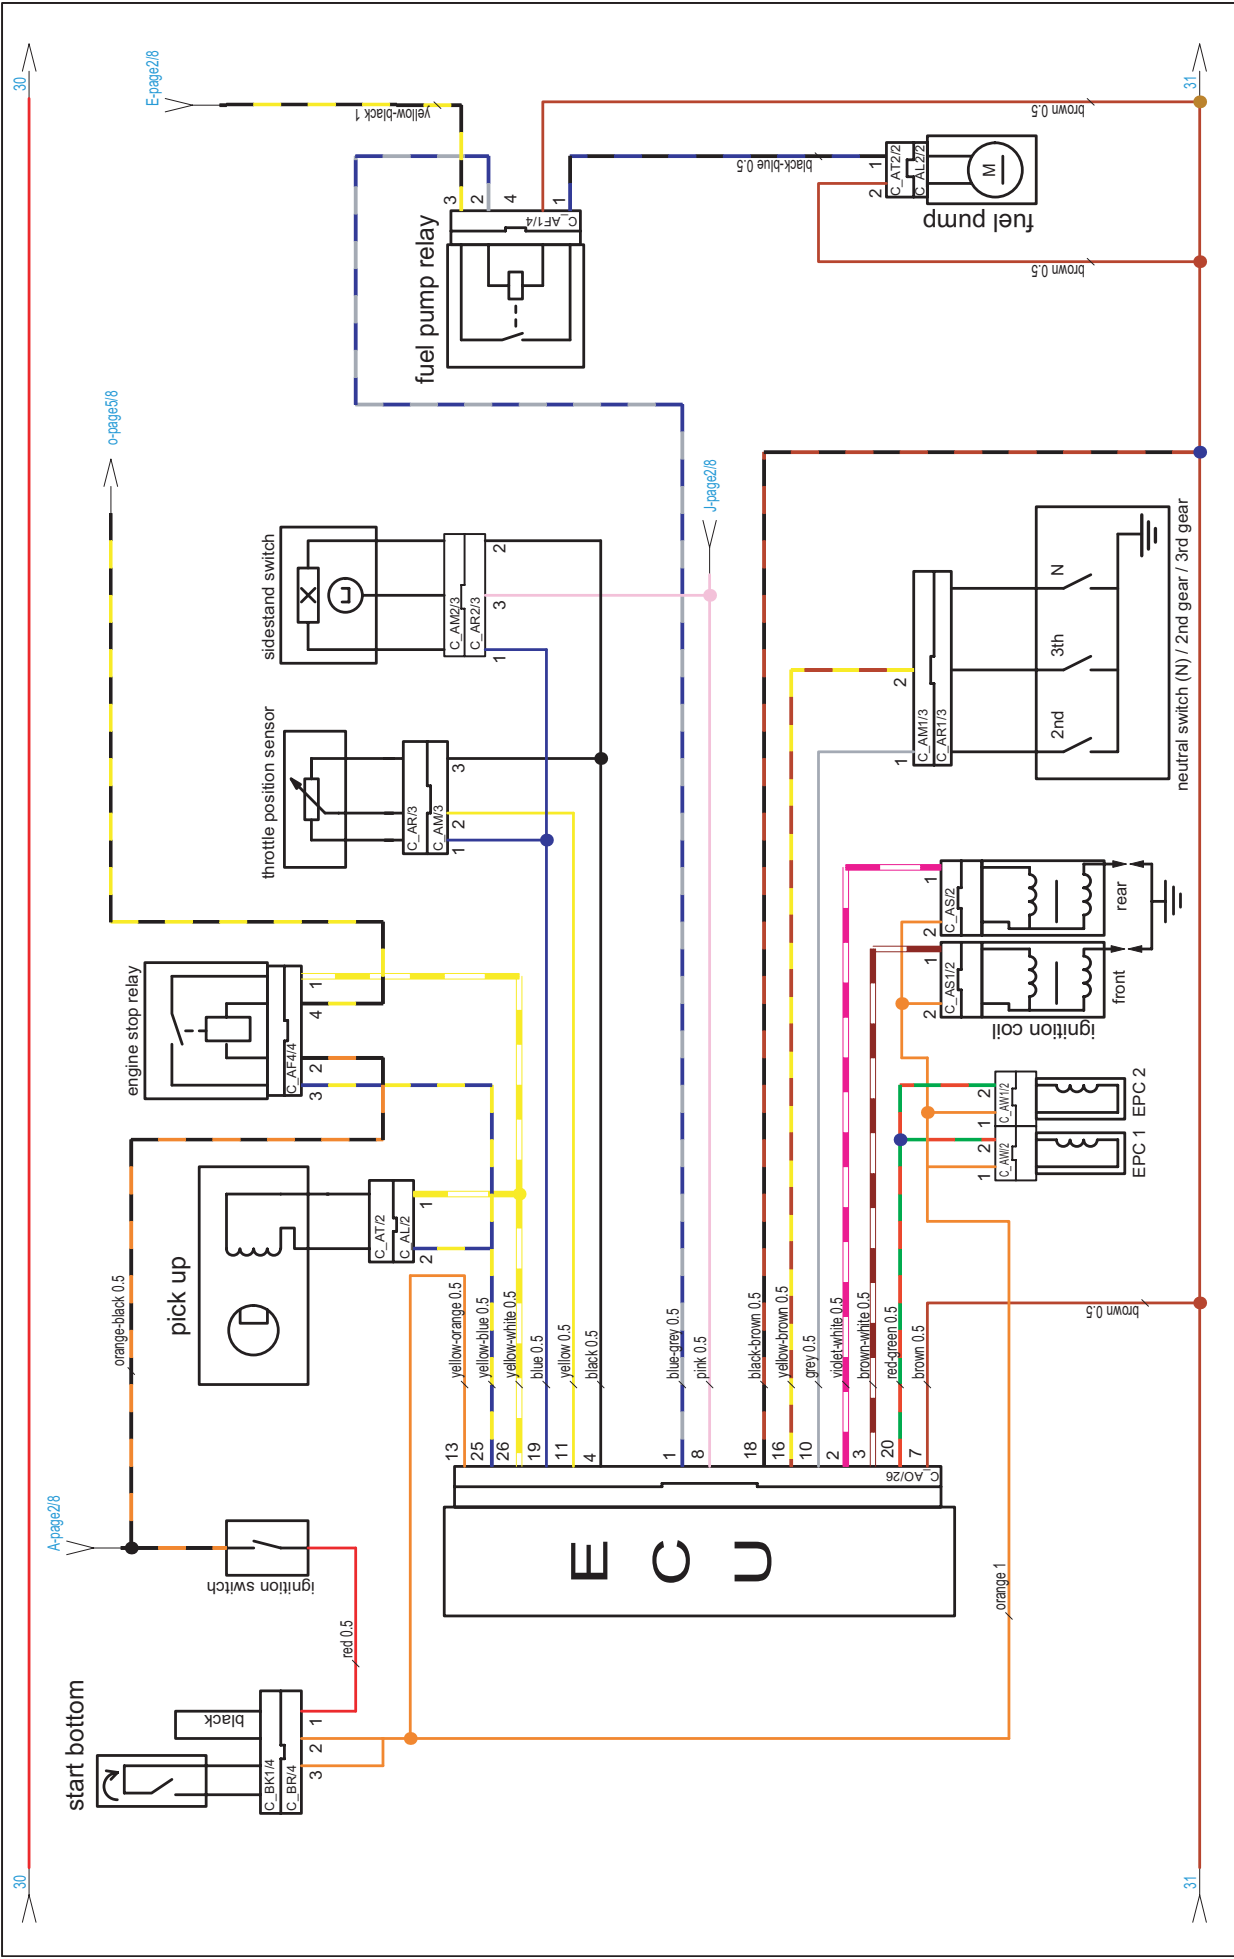 30
A-page2/8
o-page5/8
E-page2/8
30
start bottom
black
C_BK1/4
C_BR/4
3
2
1
red 0.5
ignition switch
orange-black 0.5
pick up
C_AT/2
C_AL/2
2
1
engine stop relay
C_AF4/4
3
2
4
1
throttle position sensor
C_AR/3
C_AM/3
1
2
3
sidestand switch
C_AM2/3
C_AR2/3
1
3
2
fuel pump relay
C_AF1/4
3
2
4
1
yellow-black 1
E
C
U
C_AO/26
13
yellow-orange 0.5
25
yellow-blue 0.5
26
yellow-white 0.5
19
blue 0.5
11
yellow 0.5
4
black 0.5
1
blue-grey 0.5
8
pink 0.5
J-page2/8
18
black-brown 0.5
16
yellow-brown 0.5
10
grey 0.5
2
violet-white 0.5
3
brown-white 0.5
20
red-green 0.5
7
brown 0.5
orange 1
1
2
C_AW/2
EPC 1
1
2
C_AW1/2
EPC 2
2
1
C_AS1/2
front
2
1
C_AS/2
rear
ignition coil
1
2
C_AM1/3
C_AR1/3
2nd
3th
N
neutral switch (N) / 2nd gear / 3rd gear
black-blue 0.5
2
1
C_AT2/2
C_AL2/2
M
fuel pump
brown 0.5
brown 0.5
brown 0.5
31
31